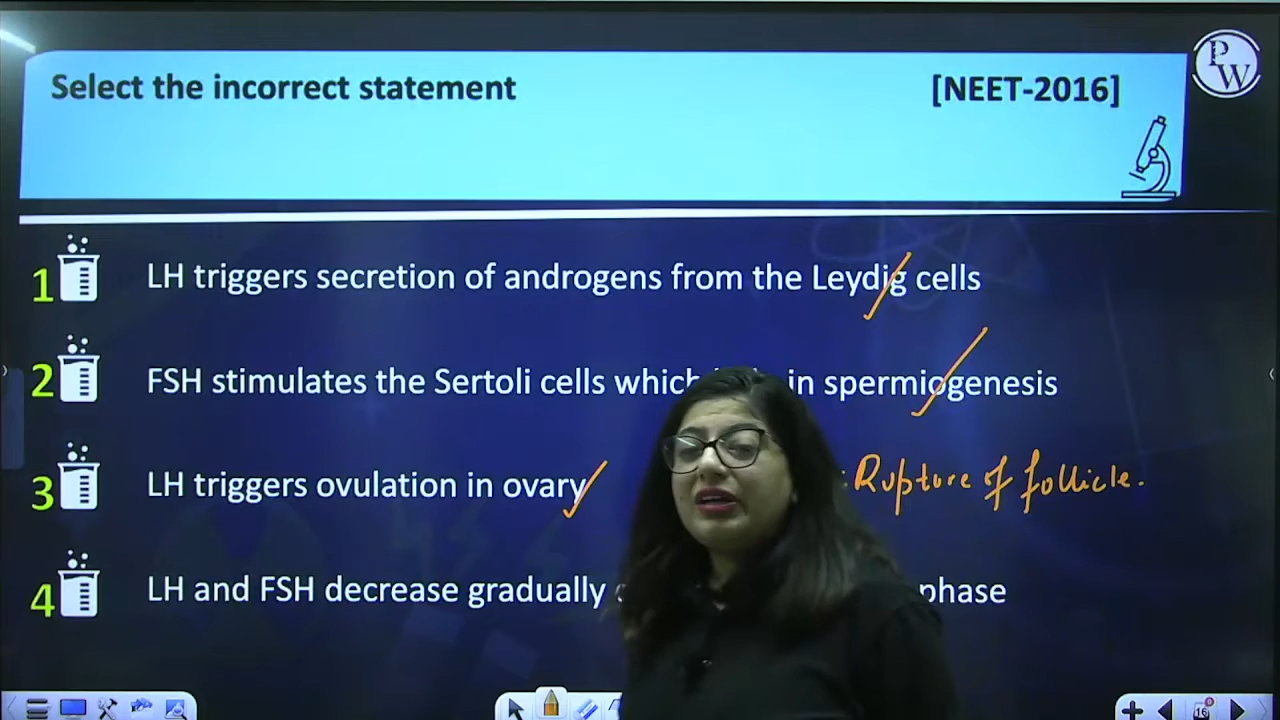 Select the incorrect statement [NEET-2016]
PW
1 LH triggers secretion of androgens from the Leydig cells
2 FSH stimulates the Sertoli cells which in spermiogenesis
3 LH triggers ovulation in ovary : Rupture of follicle.
4 LH and FSH decrease gradually phase
16